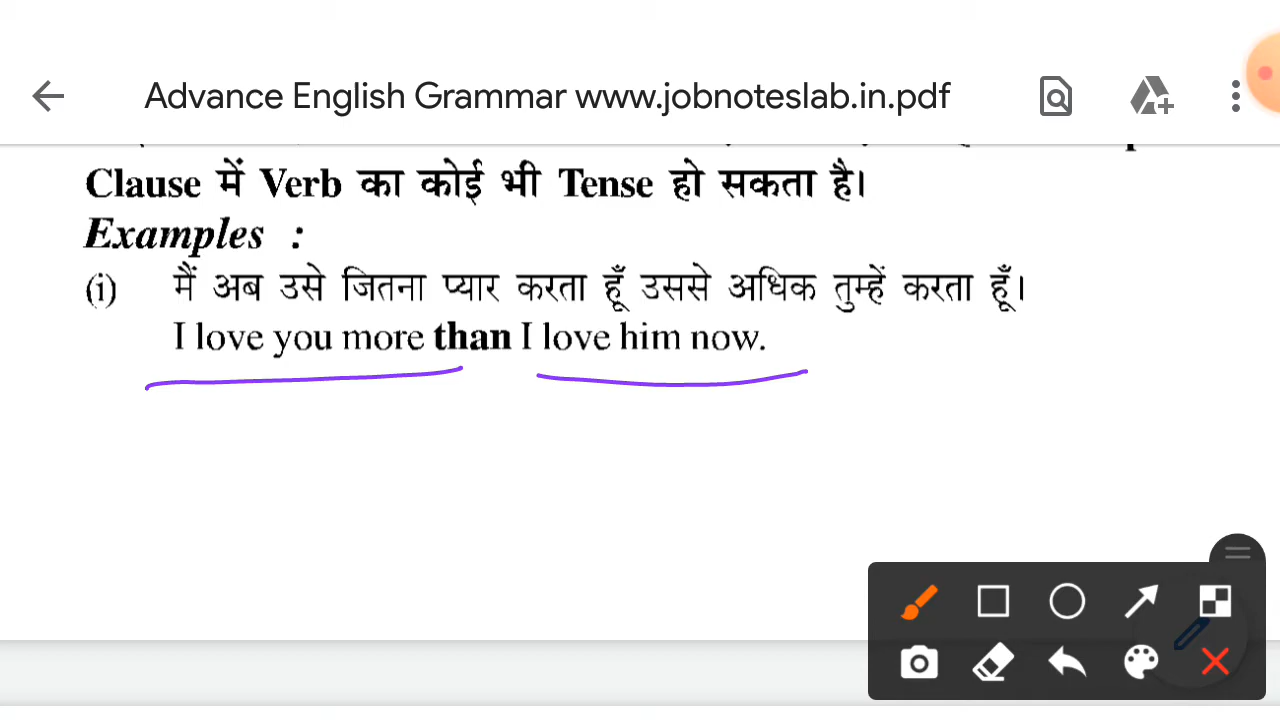 Advance English Grammar www.jobnoteslab.in.pdf
Clause में Verb का कोई भी Tense हो सकता है।
Examples :
(i) मैं अब उसे जितना प्यार करता हूँ उससे अधिक तुम्हें करता हूँ।
I love you more than I love him now.